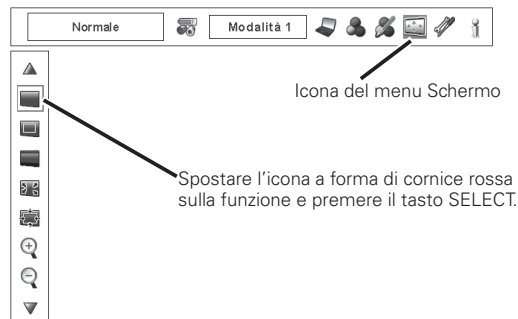 Normale
Modalità 1
Icona del menu Schermo
Spostare l'icona a forma di cornice rossa
sulla funzione e premere il tasto SELECT.